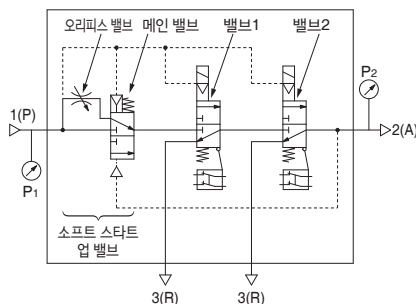 오리피스 밸브 메인 밸브 밸브1 밸브2
P2
1(P)
2(A)
P1
소프트 스타트
업 밸브
3(R) 3(R)